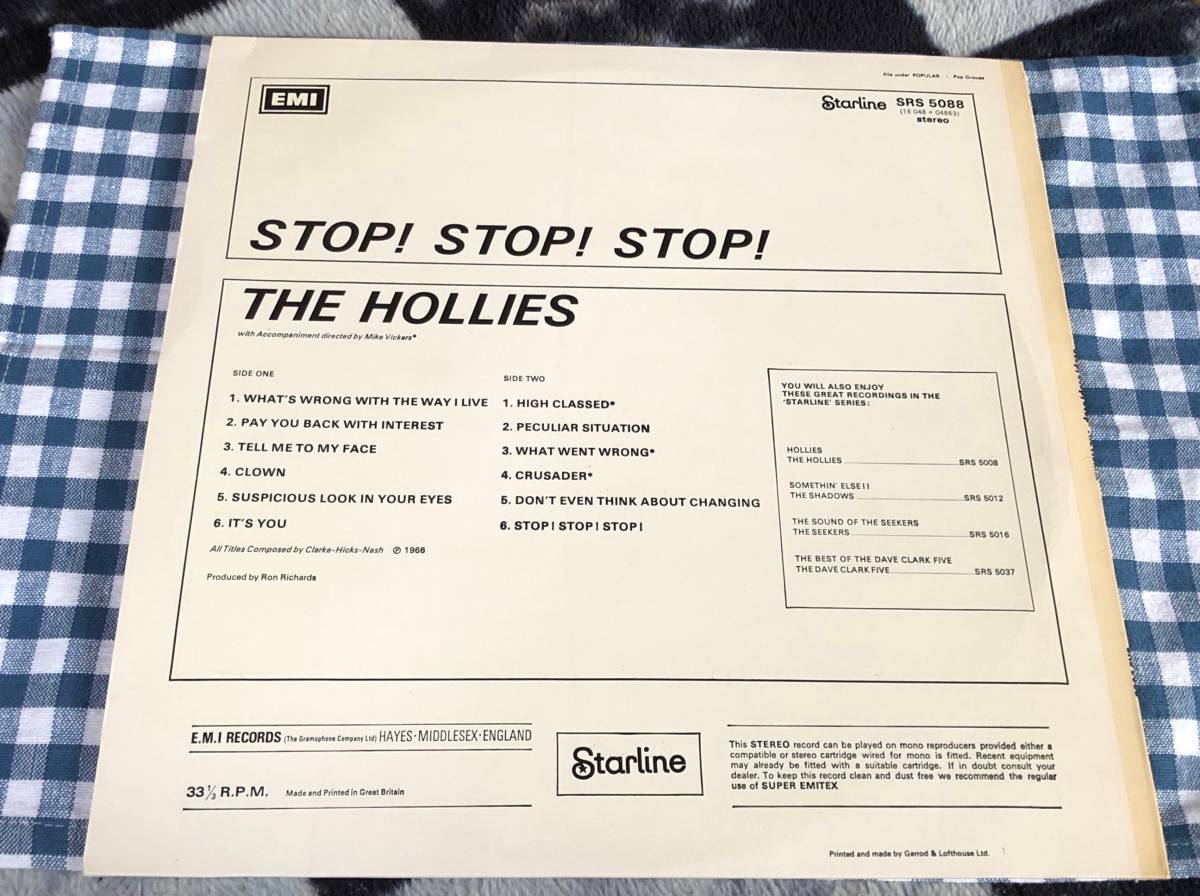 File under POPULAR : Pop Groups
EMI
Starline SRS 5088
(1E 048 • 04863)
stereo
STOP! STOP! STOP!
THE HOLLIES
with Accompaniment directed by Mike Vickers*
SIDE ONE
1. WHAT'S WRONG WITH THE WAY I LIVE
2. PAY YOU BACK WITH INTEREST
3. TELL ME TO MY FACE
4. CLOWN
5. SUSPICIOUS LOOK IN YOUR EYES
6. IT'S YOU
All Titles Composed by Clarke-Hicks-Nash ℗ 1966
Produced by Ron Richards
SIDE TWO
1. HIGH CLASSED*
2. PECULIAR SITUATION
3. WHAT WENT WRONG*
4. CRUSADER*
5. DON'T EVEN THINK ABOUT CHANGING
6. STOP! STOP! STOP!
YOU WILL ALSO ENJOY
THESE GREAT RECORDINGS IN THE
'STARLINE' SERIES:
HOLLIES
THE HOLLIES SRS 5008
SOMETHIN' ELSE!!
THE SHADOWS SRS 5012
THE SOUND OF THE SEEKERS
THE SEEKERS SRS 5016
THE BEST OF THE DAVE CLARK FIVE
THE DAVE CLARK FIVE SRS 5037
E.M.I RECORDS (The Gramophone Company Ltd) HAYES·MIDDLESEX·ENGLAND
33⅓ R.P.M. Made and Printed in Great Britain
Starline
This STEREO record can be played on mono reproducers provided either a
compatible or stereo cartridge wired for mono is fitted. Recent equipment
may already be fitted with a suitable cartridge. If in doubt consult your
dealer. To keep this record clean and dust free we recommend the regular
use of SUPER EMITEX
Printed and made by Garrod & Lofthouse Ltd.